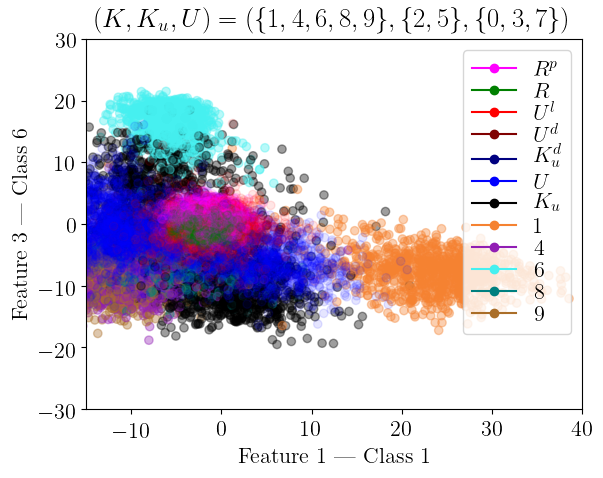 (K, K_u, U) = ({1, 4, 6, 8, 9}, {2, 5}, {0, 3, 7})
30
20
10
0
−10
−20
−30
Feature 3 — Class 6
R^p
R
U^l
U^d
K_u^d
U
K_u
1
4
6
8
9
−10
0
10
20
30
40
Feature 1 — Class 1